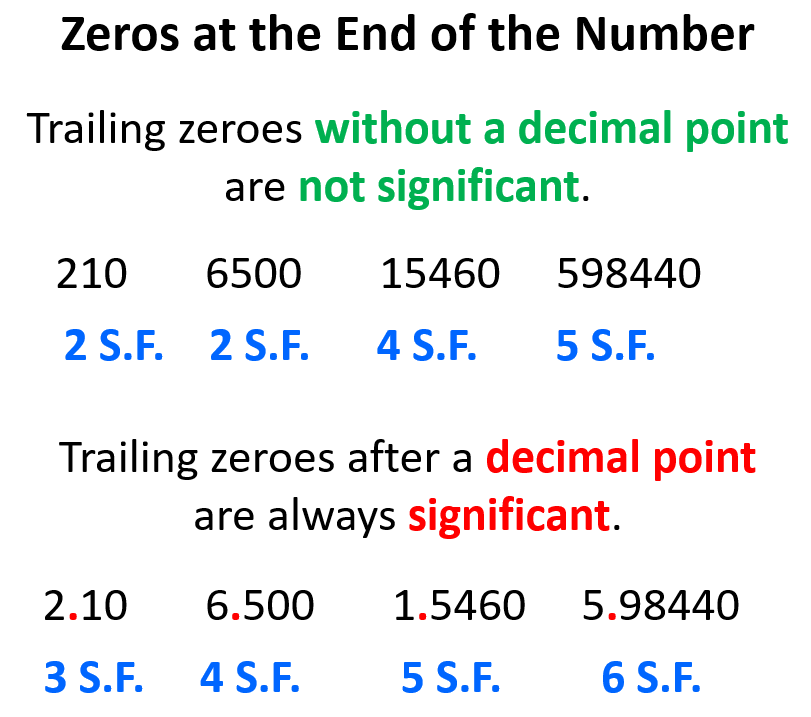 Zeros at the End of the Number
Trailing zeroes without a decimal point
are not significant.
210 6500 15460 598440
2 S.F. 2 S.F. 4 S.F. 5 S.F.
Trailing zeroes after a decimal point
are always significant.
2.10 6.500 1.5460 5.98440
3 S.F. 4 S.F. 5 S.F. 6 S.F.